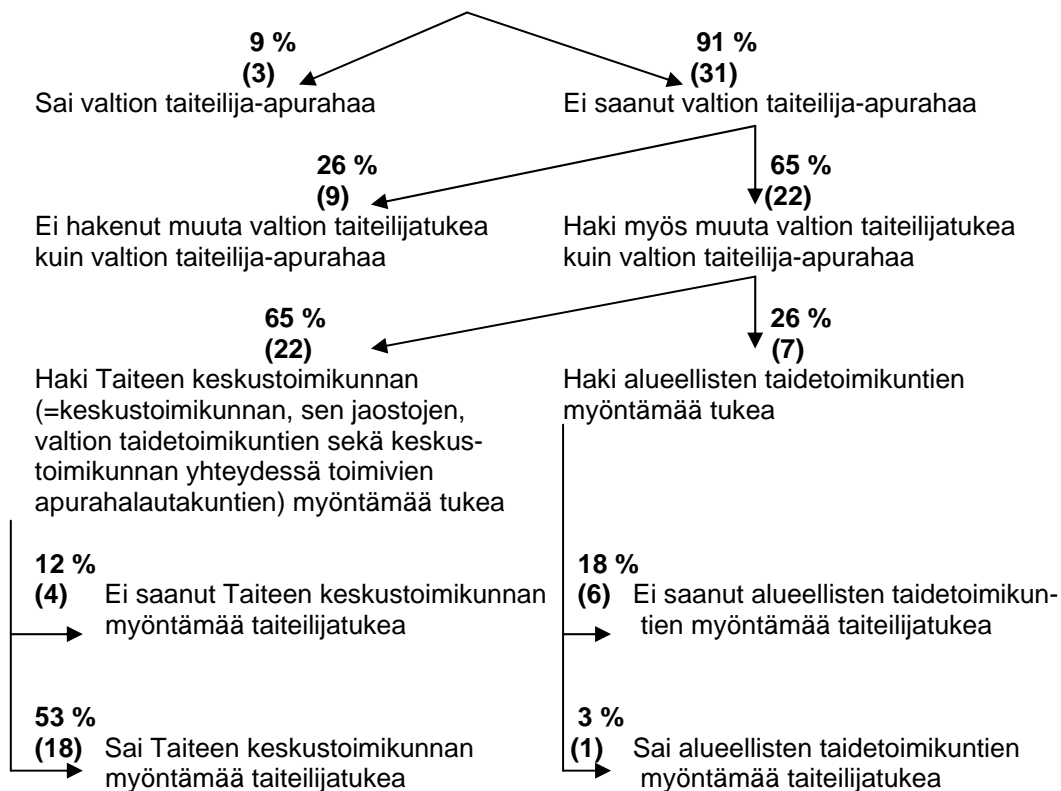 9 %
(3)
Sai valtion taiteilija-apurahaa
91 %
(31)
Ei saanut valtion taiteilija-apurahaa
26 %
(9)
Ei hakenut muuta valtion taiteilijatukea
kuin valtion taiteilija-apurahaa
65 %
(22)
Haki myös muuta valtion taiteilijatukea
kuin valtion taiteilija-apurahaa
65 %
(22)
Haki Taiteen keskustoimikunnan
(=keskustoimikunnan, sen jaostojen,
valtion taidetoimikuntien sekä keskus-
toimikunnan yhteydessä toimivien
apurahalautakuntien) myöntämää tukea
26 %
(7)
Haki alueellisten taidetoimikuntien
myöntämää tukea
12 %
(4) Ei saanut Taiteen keskustoimikunnan
myöntämää taiteilijatukea
53 %
(18) Sai Taiteen keskustoimikunnan
myöntämää taiteilijatukea
18 %
(6) Ei saanut alueellisten taidetoimikun-
tien myöntämää taiteilijatukea
3 %
(1) Sai alueellisten taidetoimikuntien
myöntämää taiteilijatukea